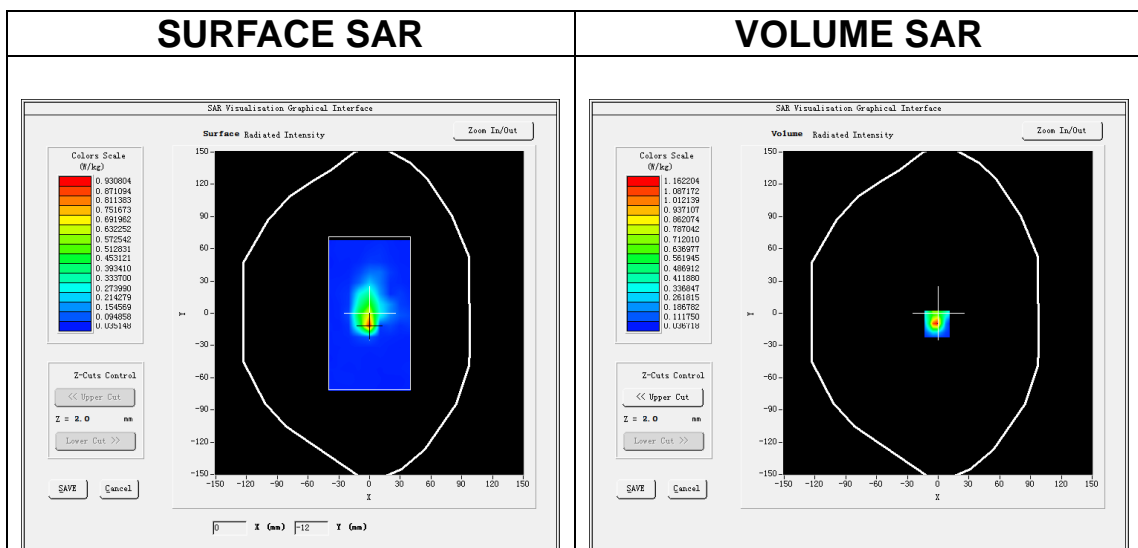 SURFACE SAR
VOLUME SAR
SAR Visualisation Graphical Interface
Surface Radiated Intensity
Zoom In/Out
Colors Scale
(W/kg)
0.930804
0.871094
0.811383
0.751673
0.691962
0.632252
0.572542
0.512831
0.453121
0.393410
0.333700
0.273990
0.214279
0.154569
0.094858
0.035148
Z-Cuts Control
<< Upper Cut
Z = 2.0 mm
Lower Cut >>
SAVE
Cancel
150
120
90
60
30
0
-30
-60
-90
-120
-150
Y
-150 -120 -90 -60 -30 0 30 60 90 120 150
X
0 X (mm) -12 Y (mm)
SAR Visualisation Graphical Interface
Volume Radiated Intensity
Zoom In/Out
Colors Scale
(W/kg)
1.162204
1.087172
1.012139
0.937107
0.862074
0.787042
0.712010
0.636977
0.561945
0.486912
0.411880
0.336847
0.261815
0.186782
0.111750
0.036718
Z-Cuts Control
<< Upper Cut
Z = 2.0 mm
Lower Cut >>
SAVE
Cancel
150
120
90
60
30
0
-30
-60
-90
-120
-150
Y
-150 -120 -90 -60 -30 0 30 60 90 120 150
X